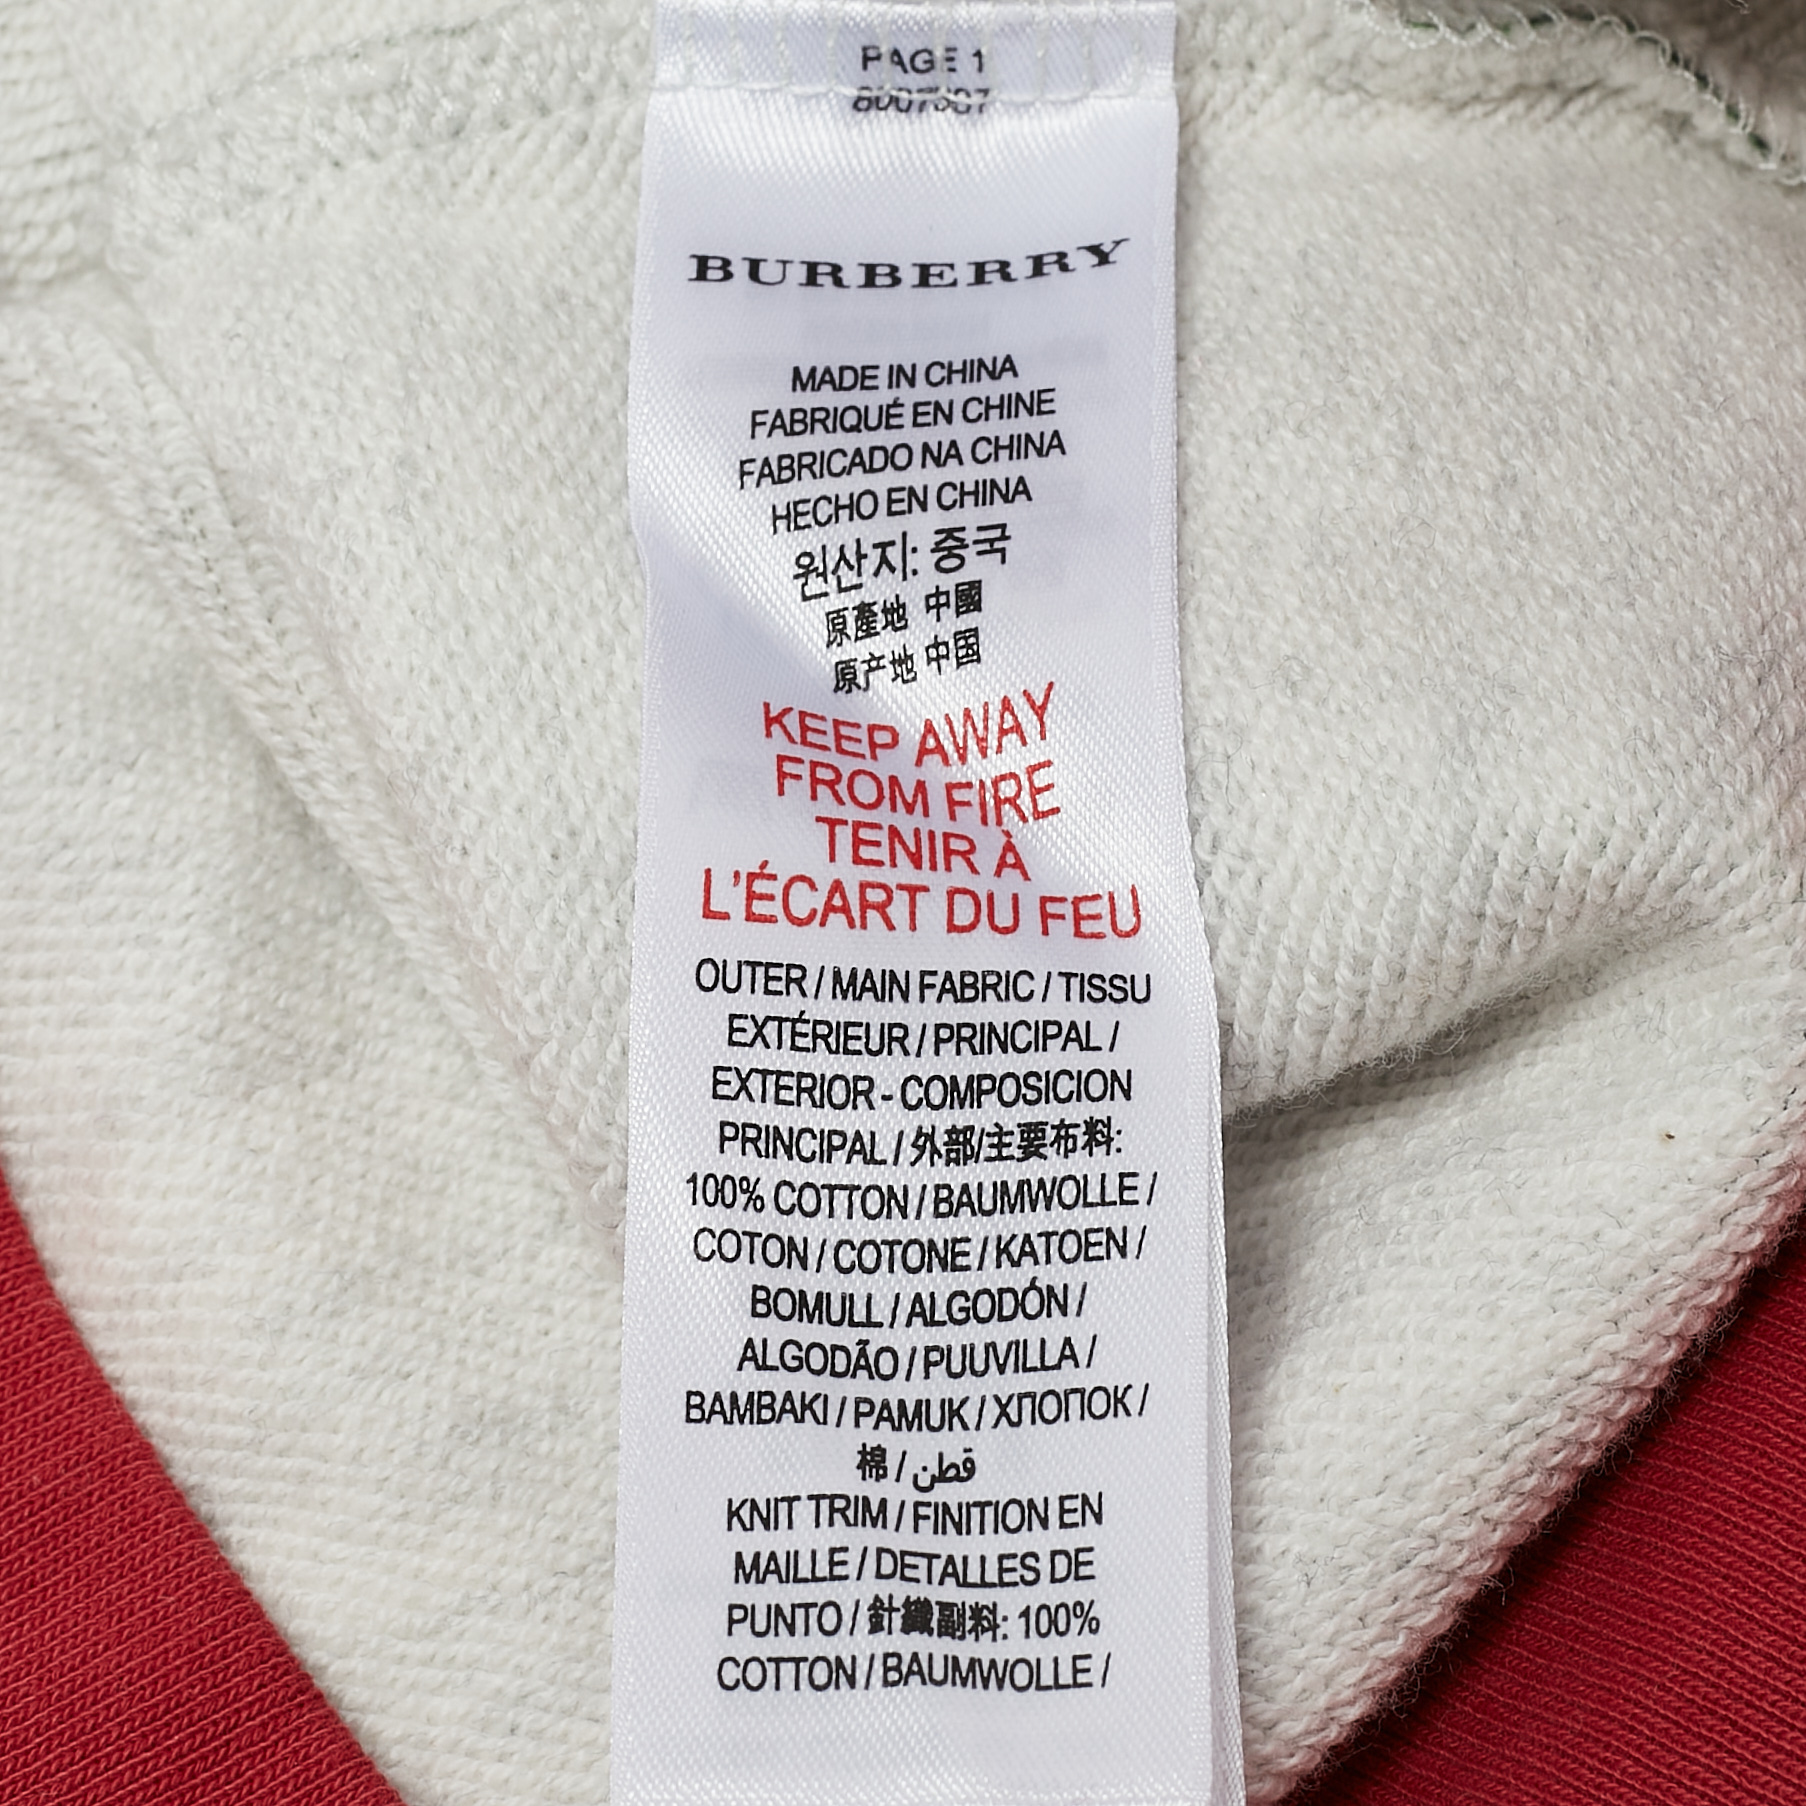 PAGE 1
BURBERRY
MADE IN CHINA
FABRIQUÉ EN CHINE
FABRICADO NA CHINA
HECHO EN CHINA
원산지: 중국
原產地 中國
原产地 中国
KEEP AWAY
FROM FIRE
TENIR À
L'ÉCART DU FEU
OUTER / MAIN FABRIC / TISSU
EXTÉRIEUR / PRINCIPAL /
EXTERIOR - COMPOSICION
PRINCIPAL / 外部/主要布料:
100% COTTON / BAUMWOLLE /
COTON / COTONE / KATOEN /
BOMULL / ALGODÓN /
ALGODÃO / PUUVILLA /
BAMBAKI / PAMUK / ХЛОПОК /
棉 / قطن
KNIT TRIM / FINITION EN
MAILLE / DETALLES DE
PUNTO / 針織副料: 100%
COTTON / BAUMWOLLE /